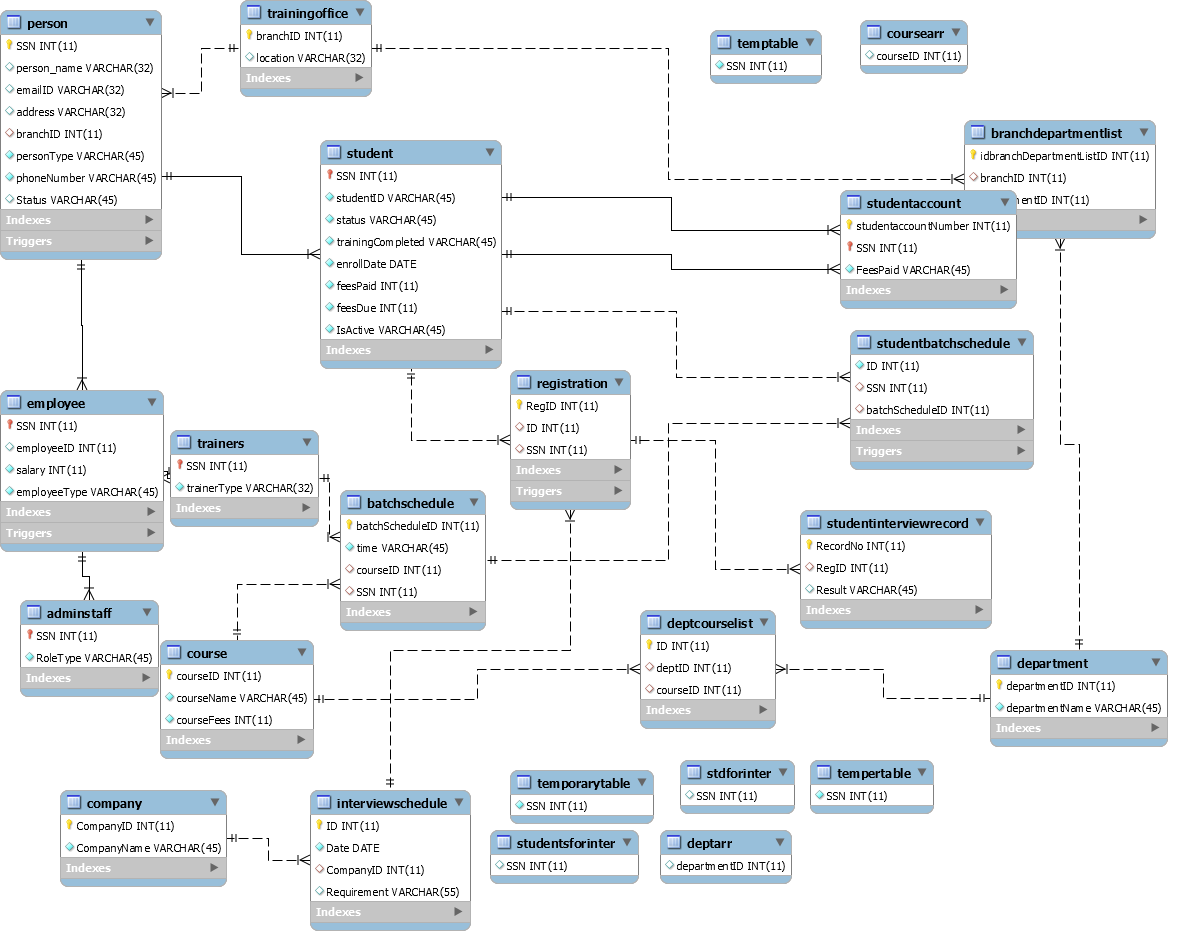 person
SSN INT(11)
person_name VARCHAR(32)
emailID VARCHAR(32)
address VARCHAR(32)
branchID INT(11)
personType VARCHAR(45)
phoneNumber VARCHAR(45)
Status VARCHAR(45)
Indexes
Triggers
trainingoffice
branchID INT(11)
location VARCHAR(32)
Indexes
temptable
SSN INT(11)
coursearr
courseID INT(11)
branchdepartmentlist
idbranchDepartmentListID INT(11)
branchID INT(11)
mentID INT(11)
student
SSN INT(11)
studentID VARCHAR(45)
status VARCHAR(45)
trainingCompleted VARCHAR(45)
enrollDate DATE
feesPaid INT(11)
feesDue INT(11)
IsActive VARCHAR(45)
Indexes
studentaccount
studentaccountNumber INT(11)
SSN INT(11)
FeesPaid VARCHAR(45)
Indexes
studentbatchschedule
ID INT(11)
SSN INT(11)
batchScheduleID INT(11)
Indexes
Triggers
employee
SSN INT(11)
employeeID INT(11)
salary INT(11)
employeeType VARCHAR(45)
Indexes
Triggers
trainers
SSN INT(11)
trainerType VARCHAR(32)
Indexes
registration
RegID INT(11)
ID INT(11)
SSN INT(11)
Indexes
Triggers
batchschedule
batchScheduleID INT(11)
time VARCHAR(45)
courseID INT(11)
SSN INT(11)
Indexes
studentinterviewrecord
RecordNo INT(11)
RegID INT(11)
Result VARCHAR(45)
Indexes
adminstaff
SSN INT(11)
RoleType VARCHAR(45)
Indexes
course
courseID INT(11)
courseName VARCHAR(45)
courseFees INT(11)
Indexes
deptcourselist
ID INT(11)
deptID INT(11)
courseID INT(11)
Indexes
department
departmentID INT(11)
departmentName VARCHAR(45)
Indexes
company
CompanyID INT(11)
CompanyName VARCHAR(45)
Indexes
interviewschedule
ID INT(11)
Date DATE
CompanyID INT(11)
Requirement VARCHAR(55)
Indexes
temporarytable
SSN INT(11)
stdforinter
SSN INT(11)
tempertable
SSN INT(11)
studentsforinter
SSN INT(11)
deptarr
departmentID INT(11)